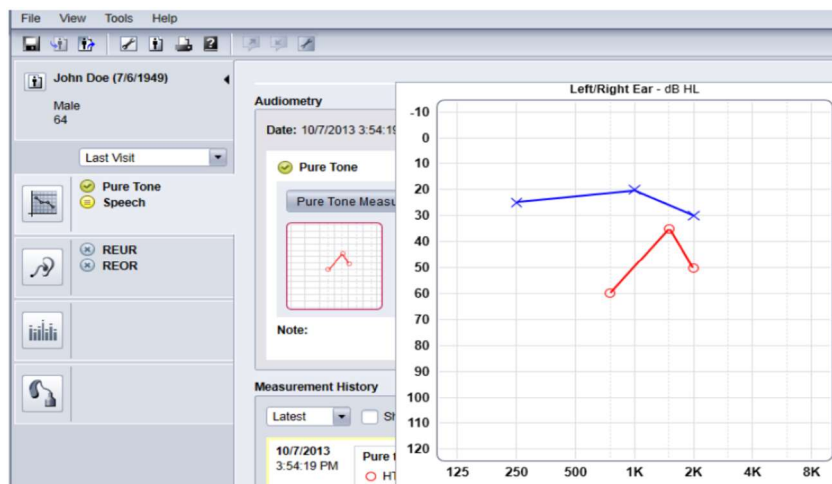 File View Tools Help
John Doe (7/6/1949)
Male
64
Last Visit
Pure Tone
Speech
REUR
REOR
Audiometry
Date: 10/7/2013 3:54:19
Pure Tone
Pure Tone Measu
Note:
Measurement History
Latest
Sh
10/7/2013
3:54:19 PM
Pure t
HT
Left/Right Ear - dB HL
-10
0
10
20
30
40
50
60
70
80
90
100
110
120
125 250 500 1K 2K 4K 8K